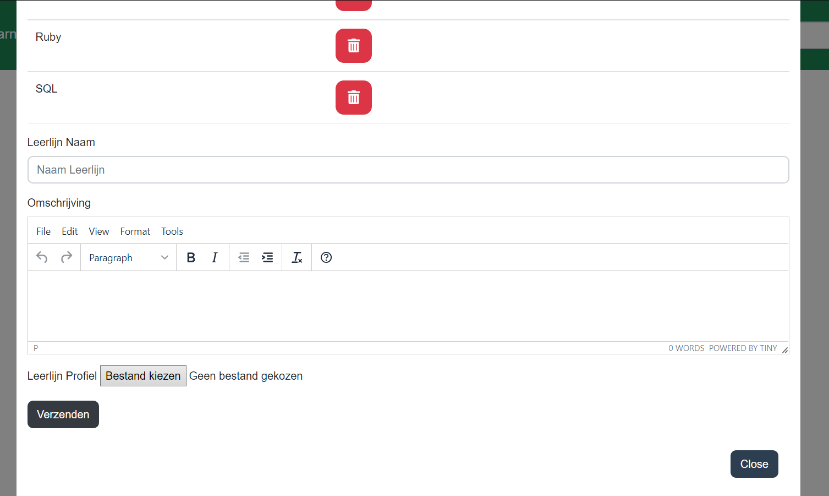 arn
Ruby
SQL
Leerlijn Naam
Naam Leerlijn
Omschrijving
File Edit View Format Tools
Paragraph B I
P 0 WORDS POWERED BY TINY
Leerlijn Profiel Bestand kiezen Geen bestand gekozen
Verzenden
Close